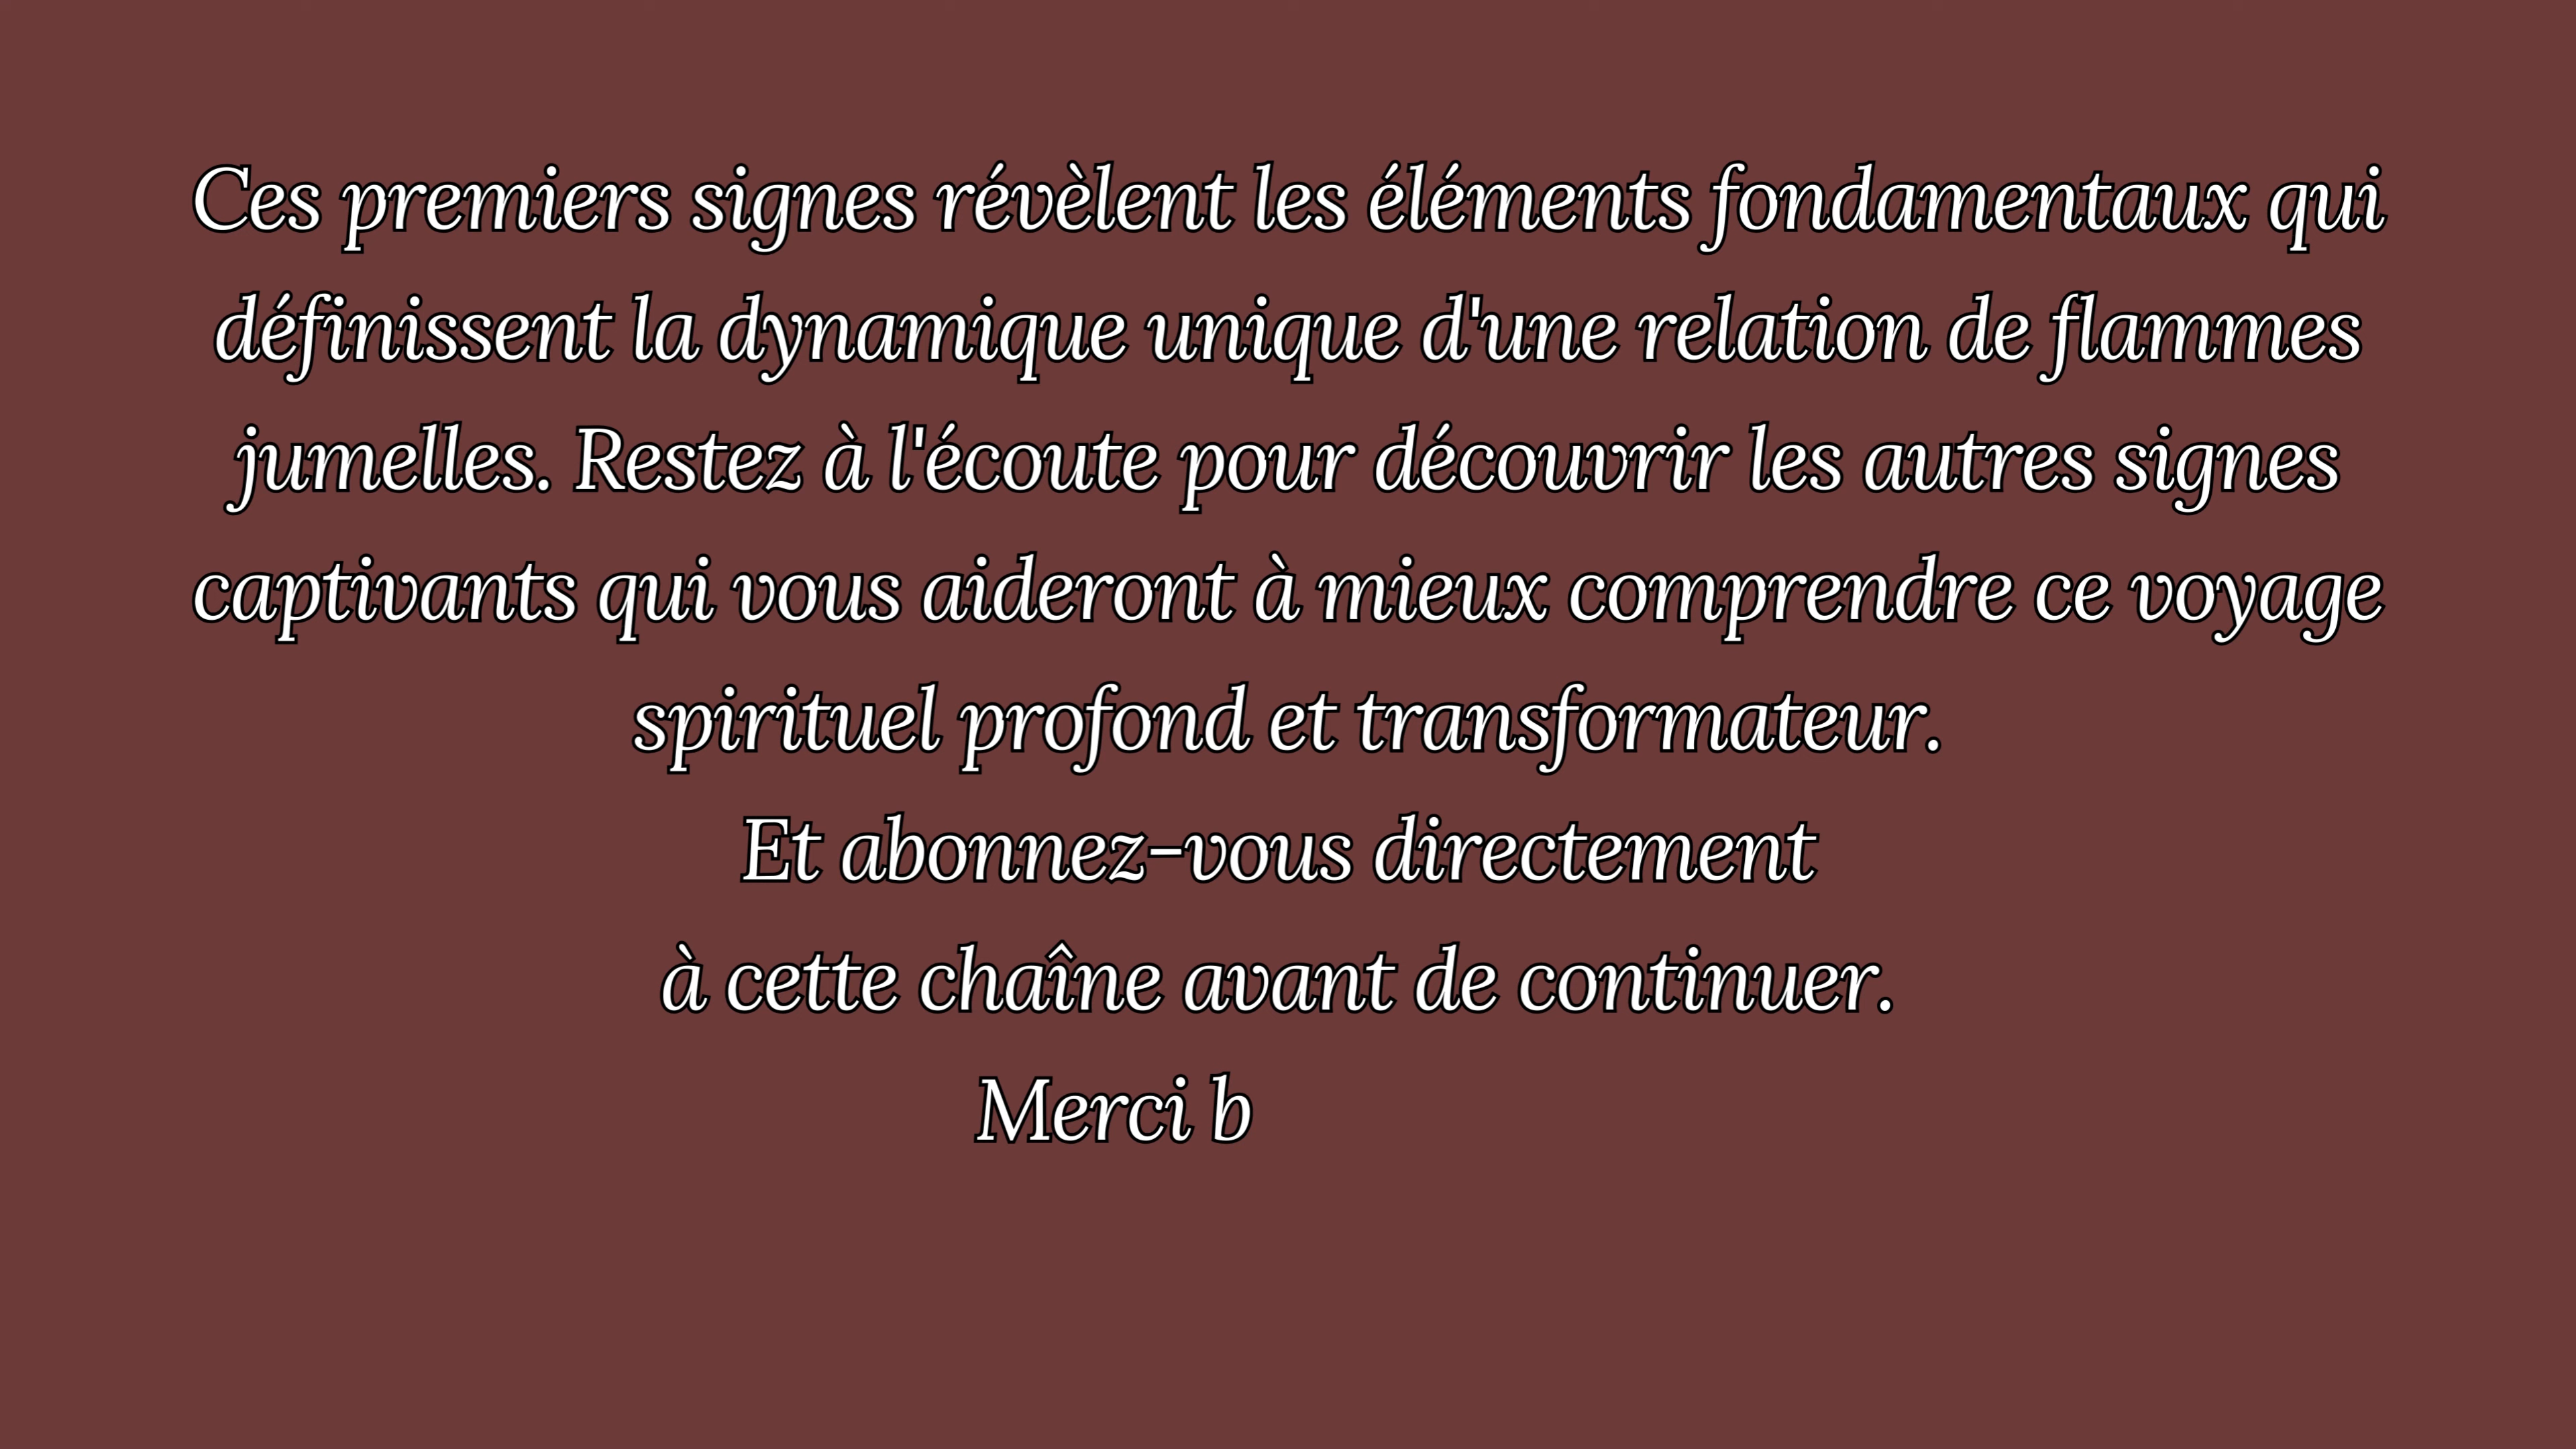 Ces premiers signes révèlent les éléments fondamentaux qui
définissent la dynamique unique d'une relation de flammes
jumelles. Restez à l'écoute pour découvrir les autres signes
captivants qui vous aideront à mieux comprendre ce voyage
spirituel profond et transformateur.
Et abonnez-vous directement
à cette chaîne avant de continuer.
Merci b